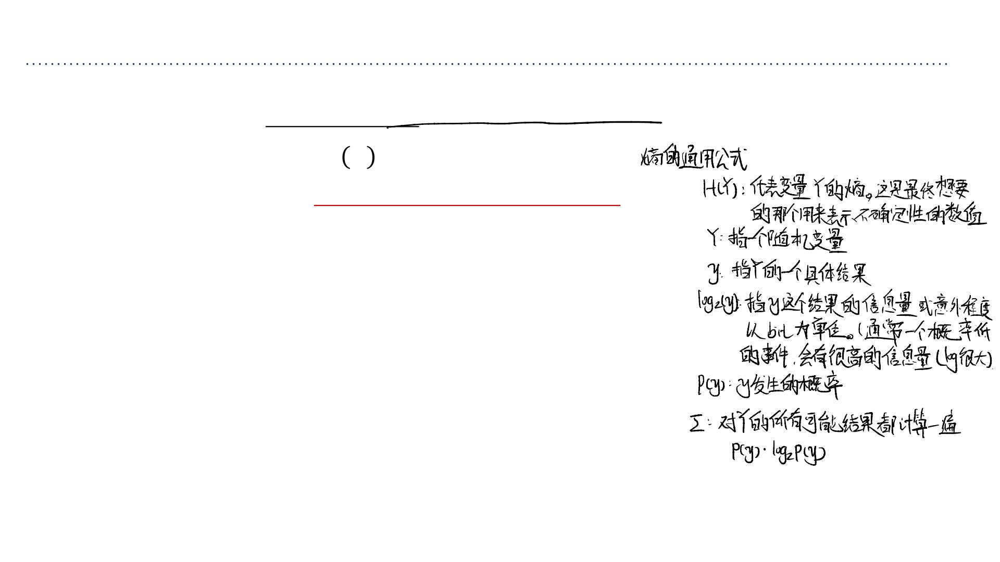 ( )
熵的通用公式
H(Y): 代表变量Y的熵。这是最终想要
的那个用来表示不确定性的数值
Y: 指一个随机变量
y: 指Y的一个具体结果
log₂(y): 指y这个结果的信息量或意外程度
以bit为单位。(通常一个概率低
的事件,会有很高的信息量(log很大)
P(y): y发生的概率
Σ: 对Y的所有可能结果都计算一遍
P(y)·log₂P(y)